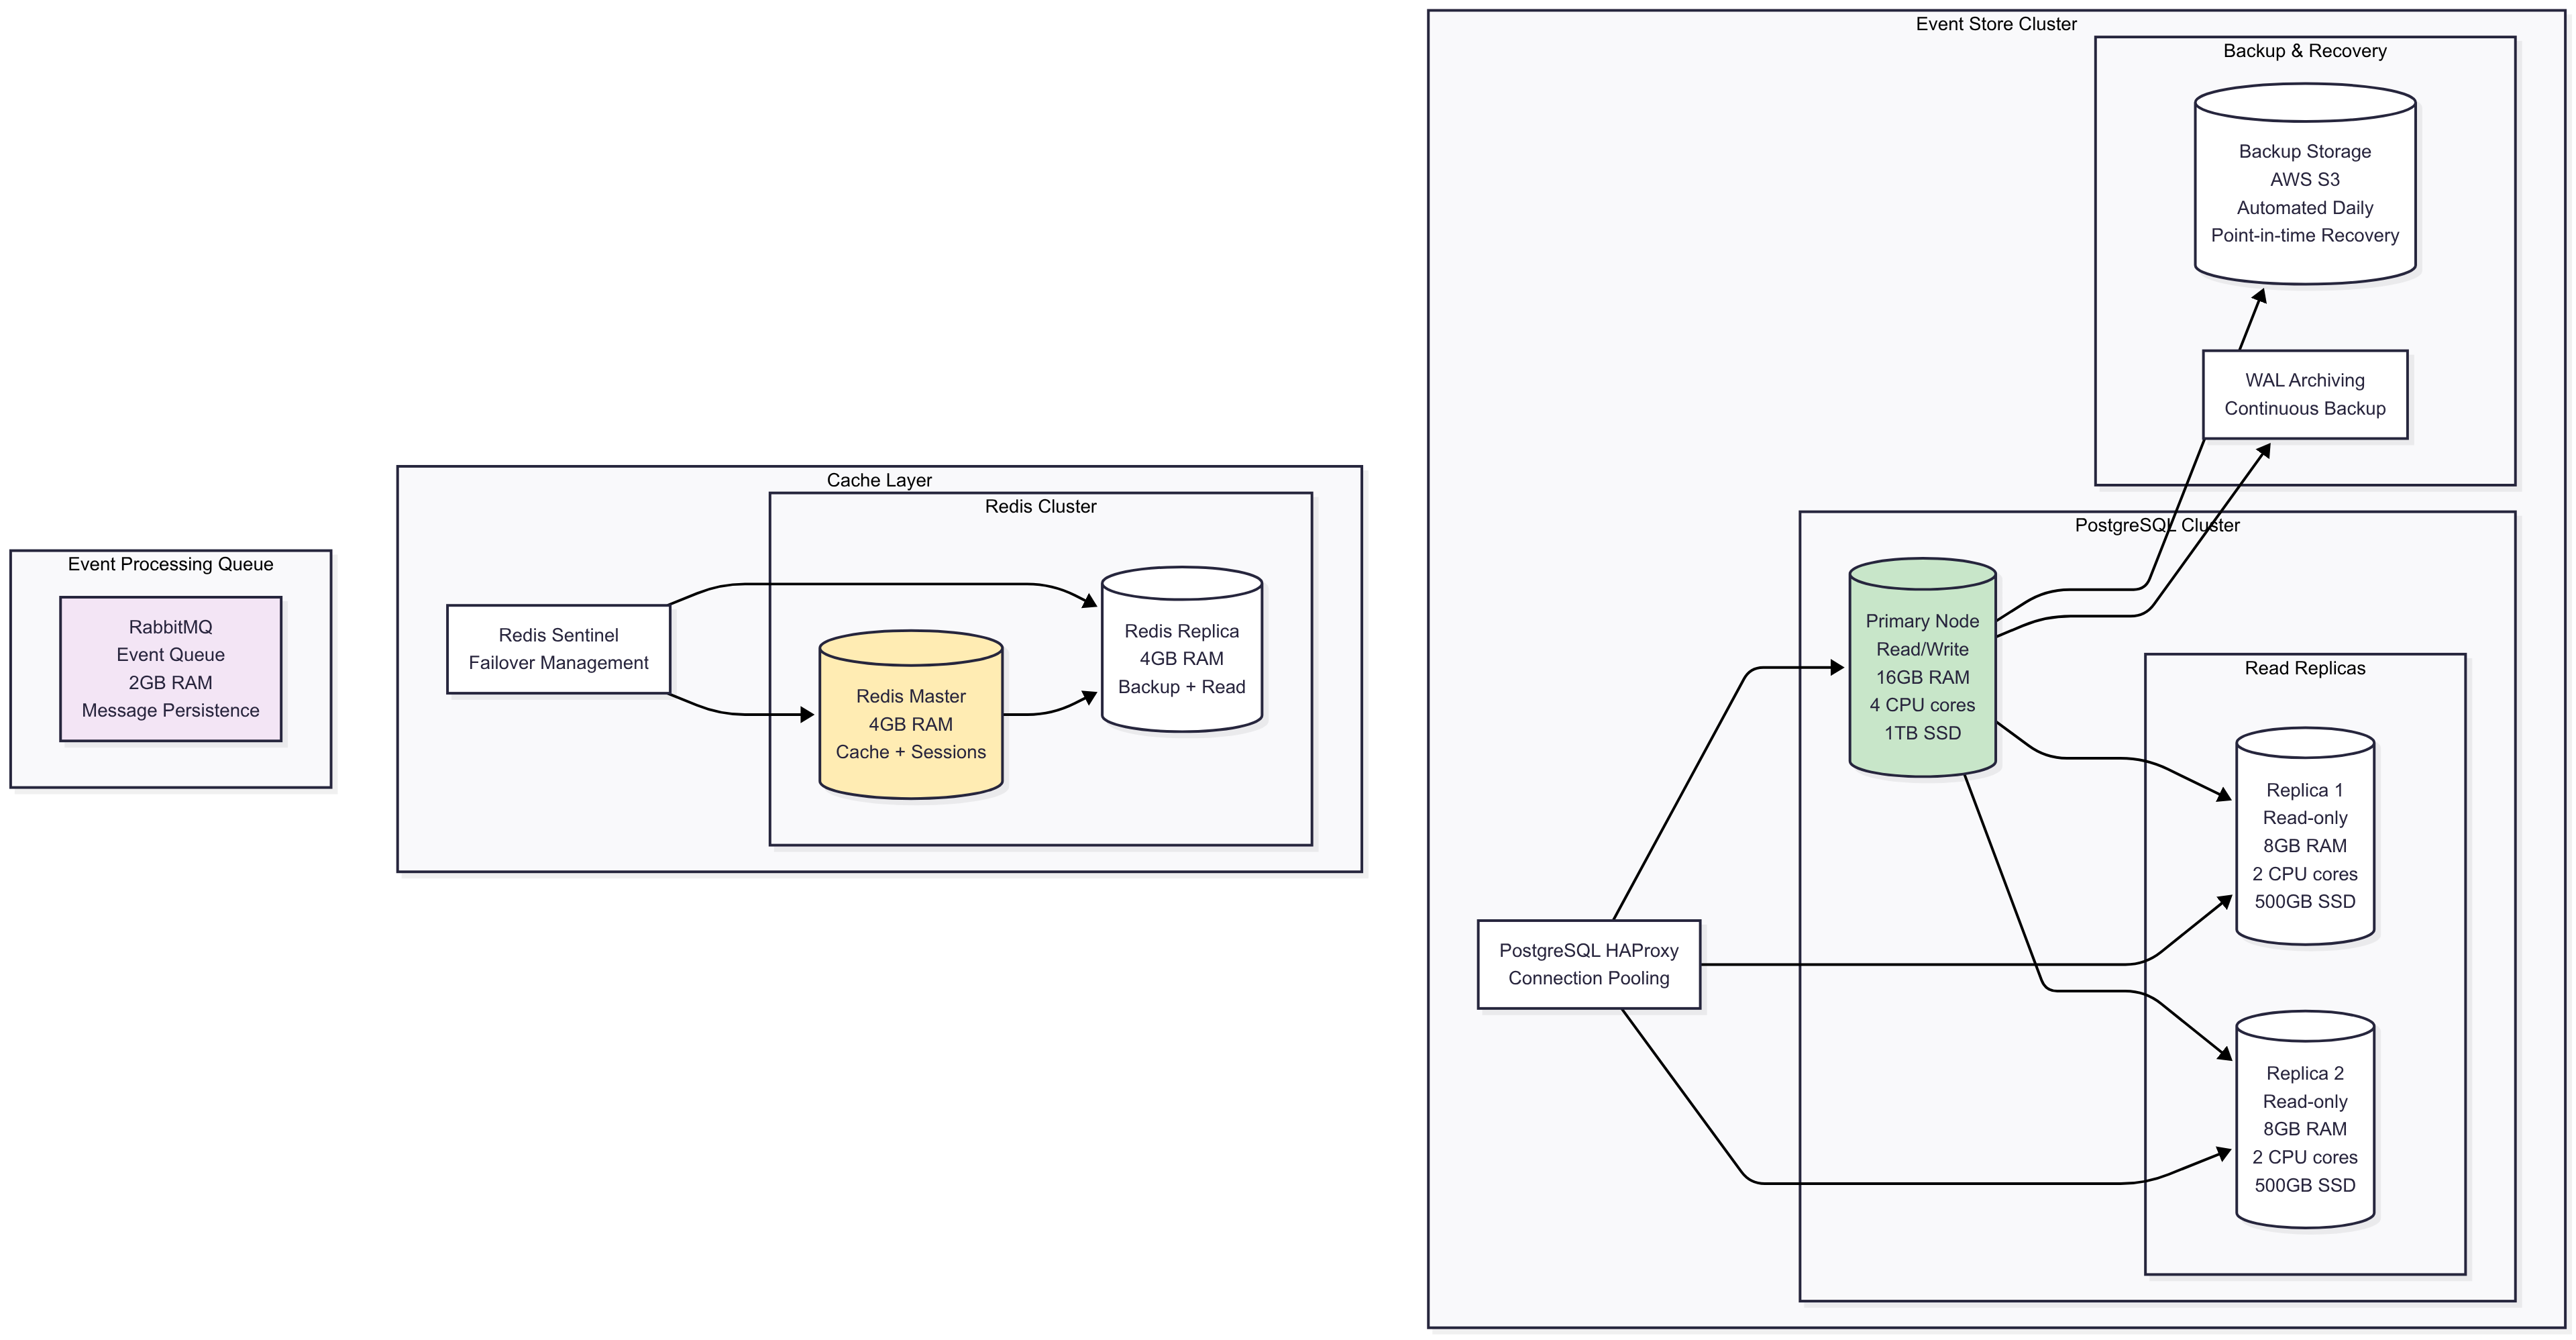 Event Processing Queue
RabbitMQ
Event Queue
2GB RAM
Message Persistence
Cache Layer
Redis Cluster
Redis Sentinel
Failover Management
Redis Master
4GB RAM
Cache + Sessions
Redis Replica
4GB RAM
Backup + Read
Event Store Cluster
Backup & Recovery
Backup Storage
AWS S3
Automated Daily
Point-in-time Recovery
WAL Archiving
Continuous Backup
PostgreSQL Cluster
Primary Node
Read/Write
16GB RAM
4 CPU cores
1TB SSD
Read Replicas
Replica 1
Read-only
8GB RAM
2 CPU cores
500GB SSD
PostgreSQL HAProxy
Connection Pooling
Replica 2
Read-only
8GB RAM
2 CPU cores
500GB SSD